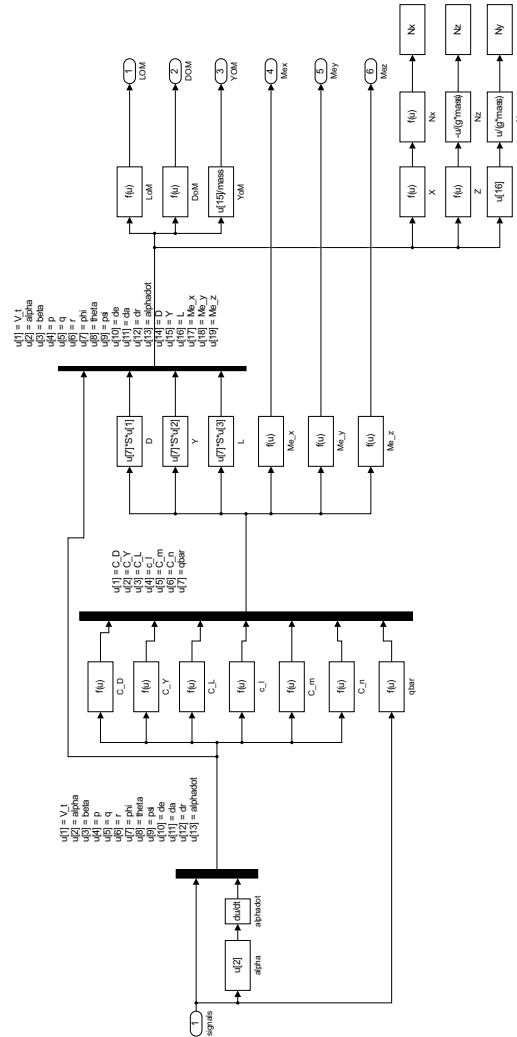 1
signals
u[2]
alpha
du/dt
alphadot
u[1] = V_t
u[2] = alpha
u[3] = beta
u[4] = p
u[5] = q
u[6] = r
u[7] = phi
u[8] = theta
u[9] = psi
u[10] = de
u[11] = da
u[12] = dr
u[13] = alphadot
f(u)
C_D
f(u)
C_Y
f(u)
C_L
f(u)
c_l
f(u)
C_m
f(u)
C_n
f(u)
qbar
u[1] = C_D
u[2] = C_Y
u[3] = C_L
u[4] = c_l
u[5] = C_m
u[6] = C_n
u[7] = qbar
u[7]*S*u[1]
D
u[7]*S*u[2]
Y
u[7]*S*u[3]
L
f(u)
Me_x
f(u)
Me_y
f(u)
Me_z
u[1] = V_t
u[2] = alpha
u[3] = beta
u[4] = p
u[5] = q
u[6] = r
u[7] = phi
u[8] = theta
u[9] = psi
u[10] = de
u[11] = da
u[12] = dr
u[13] = alphadot
u[14] = D
u[15] = Y
u[16] = L
u[17] = Me_x
u[18] = Me_y
u[19] = Me_z
f(u)
LoM
f(u)
DoM
u[15]/mass
YoM
1
LOM
2
DOM
3
YOM
4
Mex
5
Mey
6
Mez
f(u)
X
f(u)
Z
u[16]
f(u)
Nx
-u/(g*mass)
Nz
u/(g*mass)
Nx
Nz
Ny